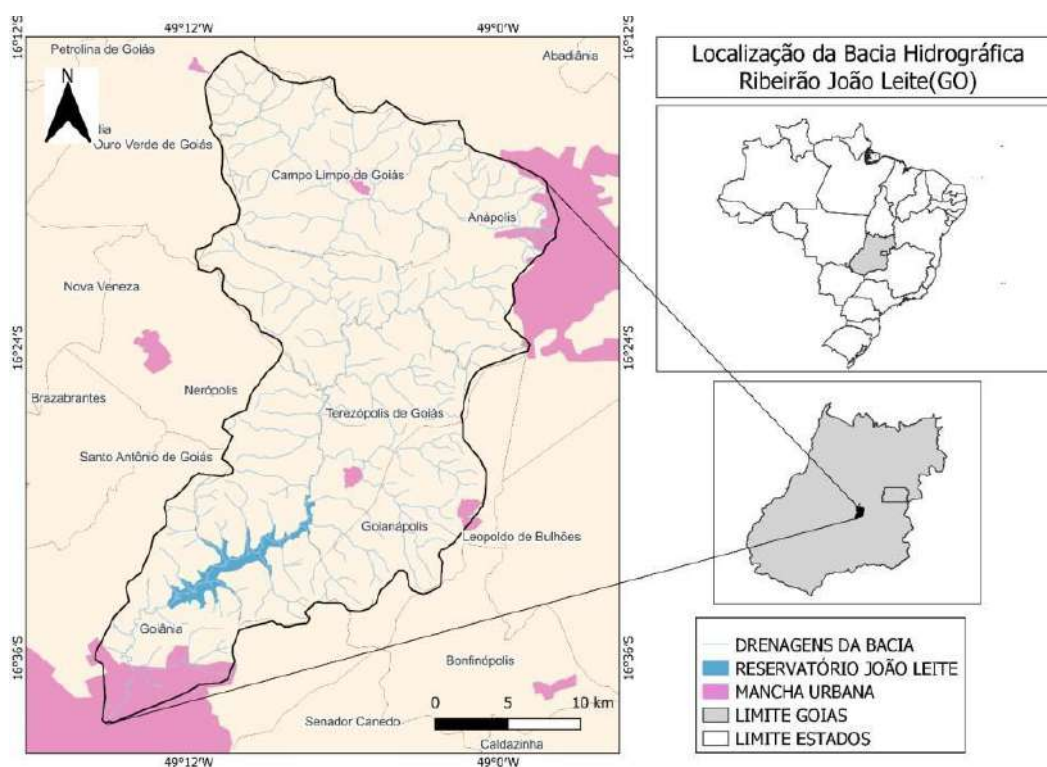 49°12'W
49°0'W
16°12'S
16°12'S
Petrolina de Goiás
Abadiânia
N
dia
Ouro Verde de Goiás
Campo Limpo de Goiás
Anápolis
Nova Veneza
16°24'S
16°24'S
Nerópolis
Brazabrantes
Terezópolis de Goiás
Santo Antônio de Goiás
Goianápolis
Leopoldo de Bulhões
Goiânia
16°36'S
16°36'S
Bonfinópolis
0
5
10 km
Senador Canedo
Caldazinha
49°12'W
49°0'W
Localização da Bacia Hidrográfica
Ribeirão João Leite(GO)
DRENAGENS DA BACIA
RESERVATÓRIO JOÃO LEITE
MANCHA URBANA
LIMITE GOIAS
LIMITE ESTADOS